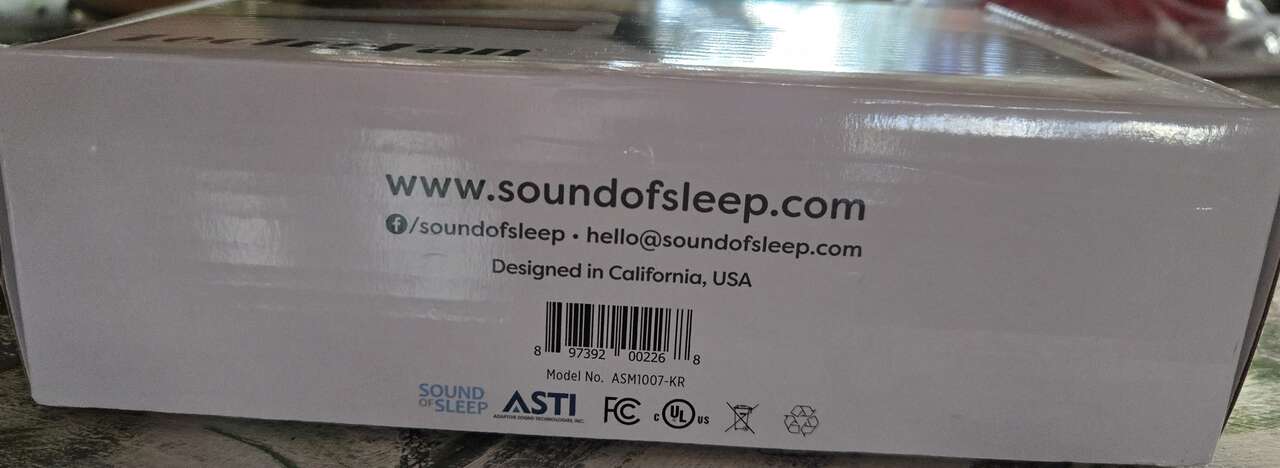 www.soundofsleep.com
f/soundofsleep • hello@soundofsleep.com
Designed in California, USA
8 97392 00226 8
Model No. ASM1007-KR
SOUND OF SLEEP
ASTI
ADAPTIVE SOUND TECHNOLOGIES, INC.
FC
c UL US